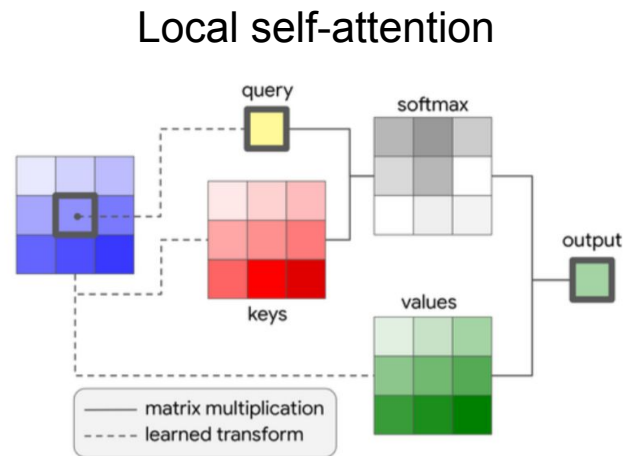 Local self-attention
query
softmax
output
keys
values
matrix multiplication
learned transform